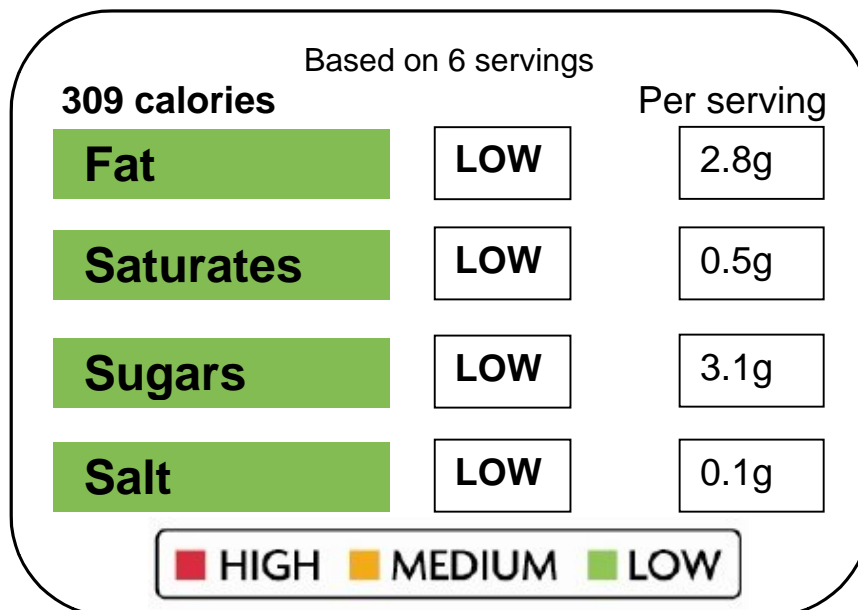 Based on 6 servings
309 calories Per serving
Fat LOW 2.8g
Saturates LOW 0.5g
Sugars LOW 3.1g
Salt LOW 0.1g
HIGH MEDIUM LOW